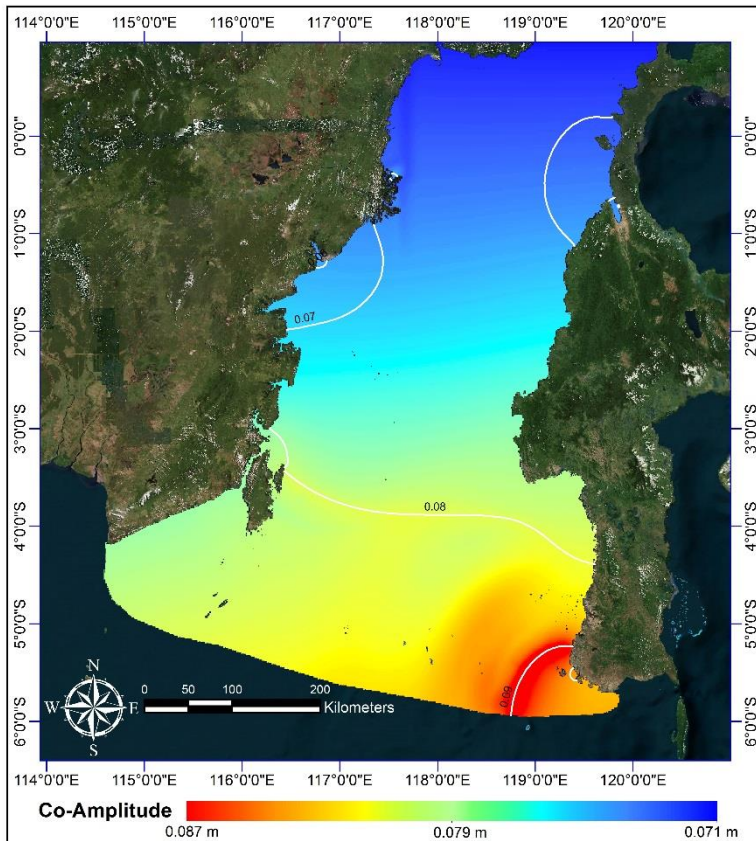 114°0'0"E 115°0'0"E 116°0'0"E 117°0'0"E 118°0'0"E 119°0'0"E 120°0'0"E
0°0'0" 0°0'0"
1°0'0"S 1°0'0"S
0.07
2°0'0"S 2°0'0"S
3°0'0"S 3°0'0"S
0.08
4°0'0"S 4°0'0"S
5°0'0"S 5°0'0"S
0.09
N
W E
S
0 50 100 200
Kilometers
6°0'0"S 6°0'0"S
114°0'0"E 115°0'0"E 116°0'0"E 117°0'0"E 118°0'0"E 119°0'0"E 120°0'0"E
Co-Amplitude
0.087 m 0.079 m 0.071 m